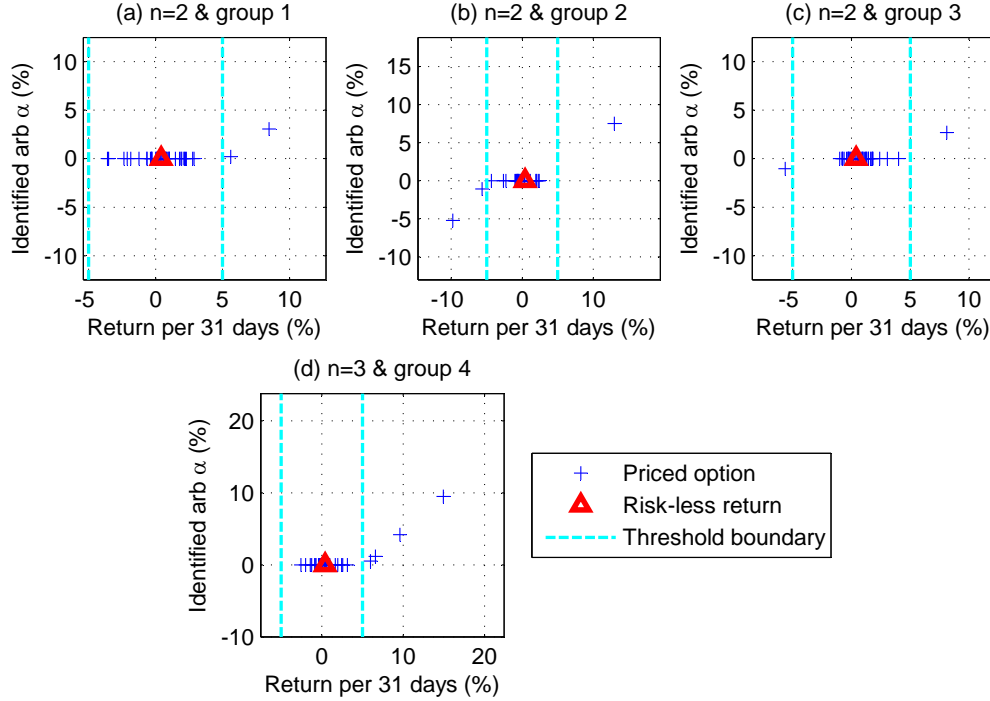 (a) n=2 & group 1
(b) n=2 & group 2
(c) n=2 & group 3
10
5
0
-5
-10
Identified arb α (%)
-5 0 5 10
Return per 31 days (%)
15
10
5
0
-5
-10
Identified arb α (%)
-10 0 10
Return per 31 days (%)
10
5
0
-5
-10
Identified arb α (%)
-5 0 5 10
Return per 31 days (%)
(d) n=3 & group 4
20
10
0
-10
Identified arb α (%)
0 10 20
Return per 31 days (%)
Priced option
Risk-less return
Threshold boundary